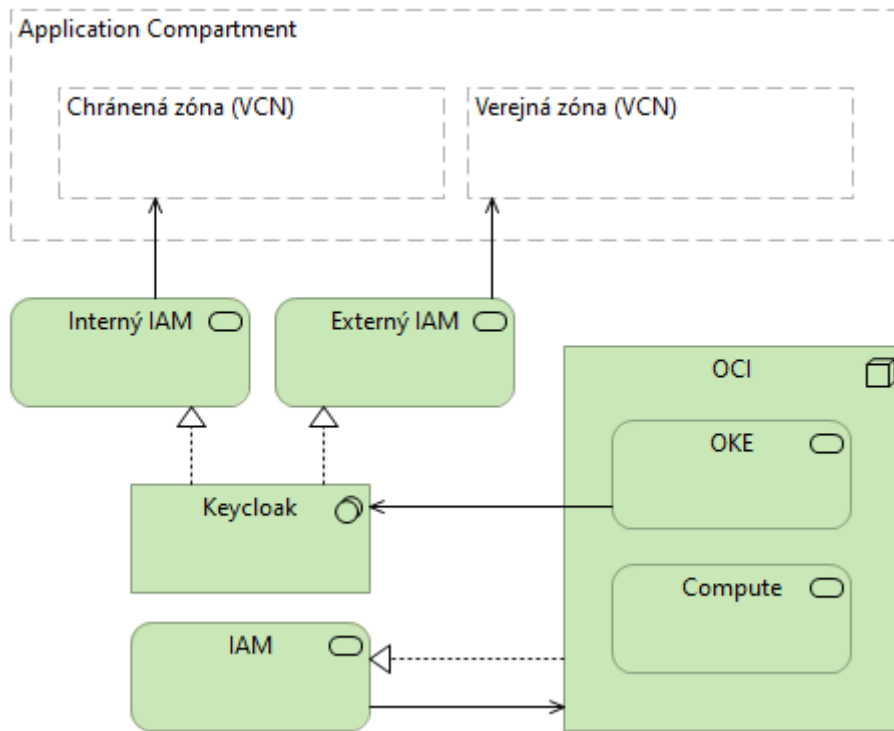 Application Compartment
Chránená zóna (VCN)
Verejná zóna (VCN)
Interný IAM
Externý IAM
OCI
OKE
Keycloak
Compute
IAM